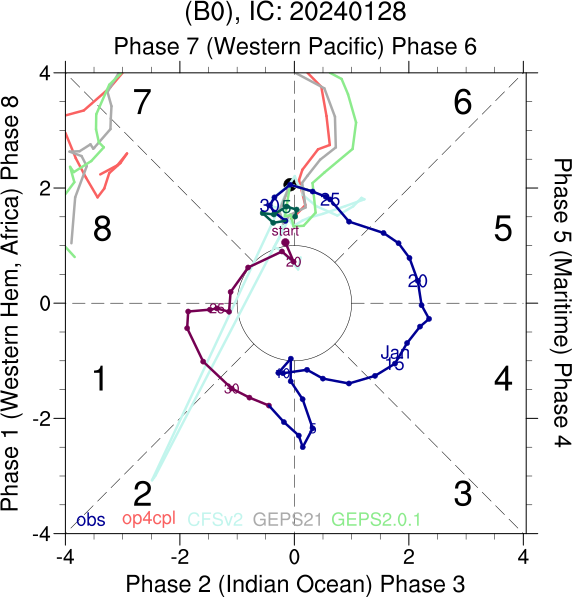 (B0), IC: 20240128
Phase 7 (Western Pacific) Phase 6
4
7
6
2
30
5
25
8
start
5
20
20
0
25
Jan
15
10
1
4
-2
30
5
2
3
obs op4cpl CFSv2 GEPS21 GEPS2.0.1
-4
-4 -2 0 2 4
Phase 2 (Indian Ocean) Phase 3
Phase 1 (Western Hem, Africa) Phase 8
Phase 5 (Maritime) Phase 4